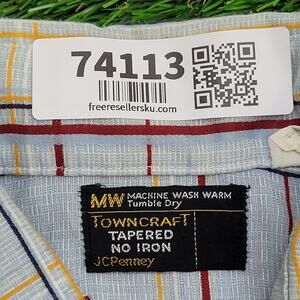 74113
freeresellersku.com
MW MACHINE WASH WARM
Tumble Dry
TOWNCRAFT
TAPERED
NO IRON
JCPenney